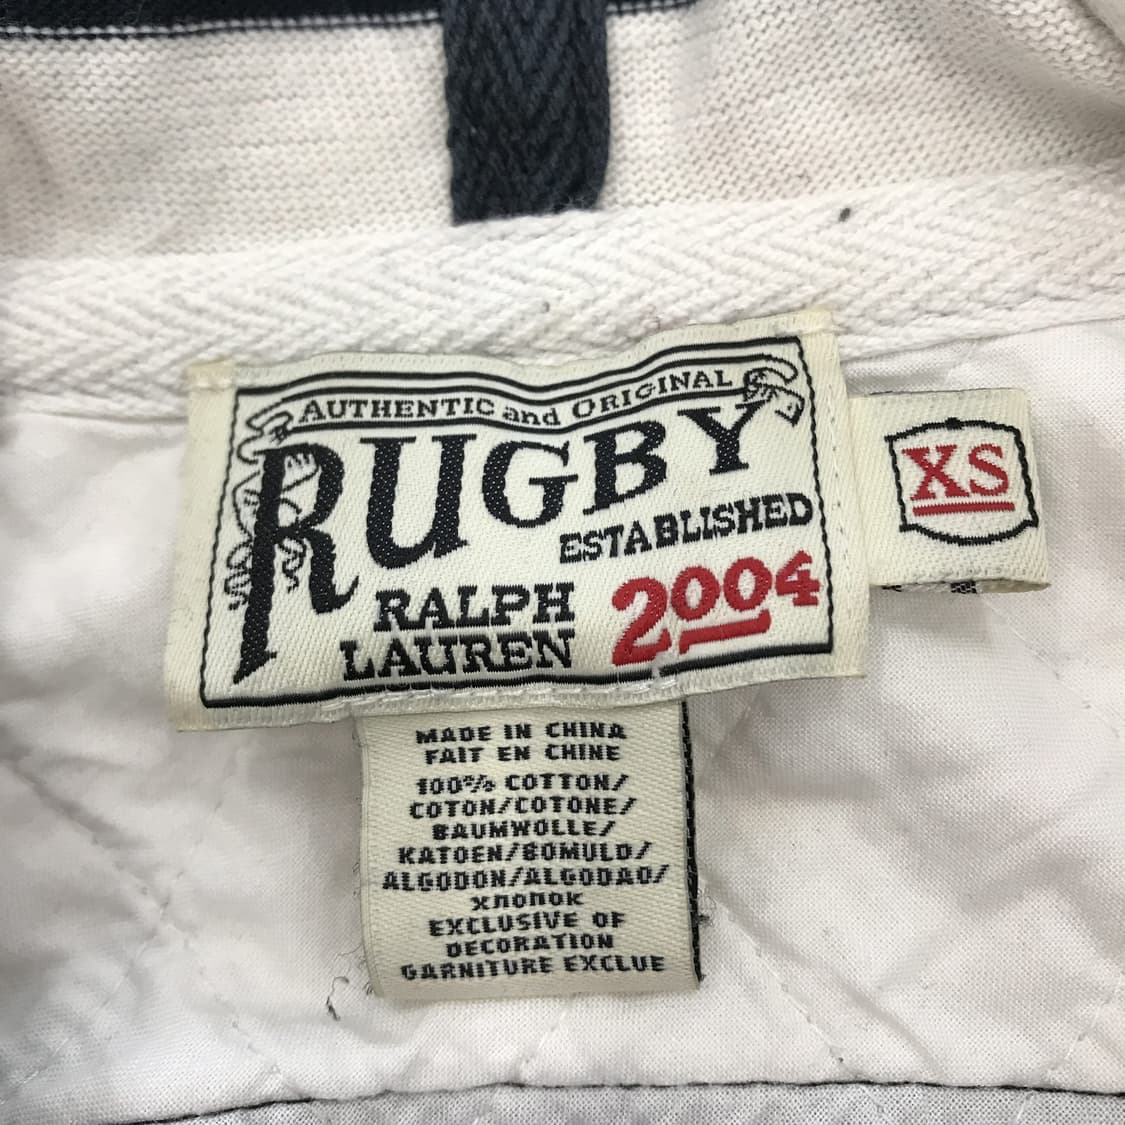 AUTHENTIC and ORIGINAL
RUGBY
ESTABLISHED
2004
RALPH
LAUREN
XS
MADE IN CHINA
FAIT EN CHINE
100% COTTON/
COTON/COTONE/
BAUMWOLLE/
KATOEN/BOMULD/
ALGODON/ALGODAO/
хлопок
EXCLUSIVE OF
DECORATION
GARNITURE EXCLUE